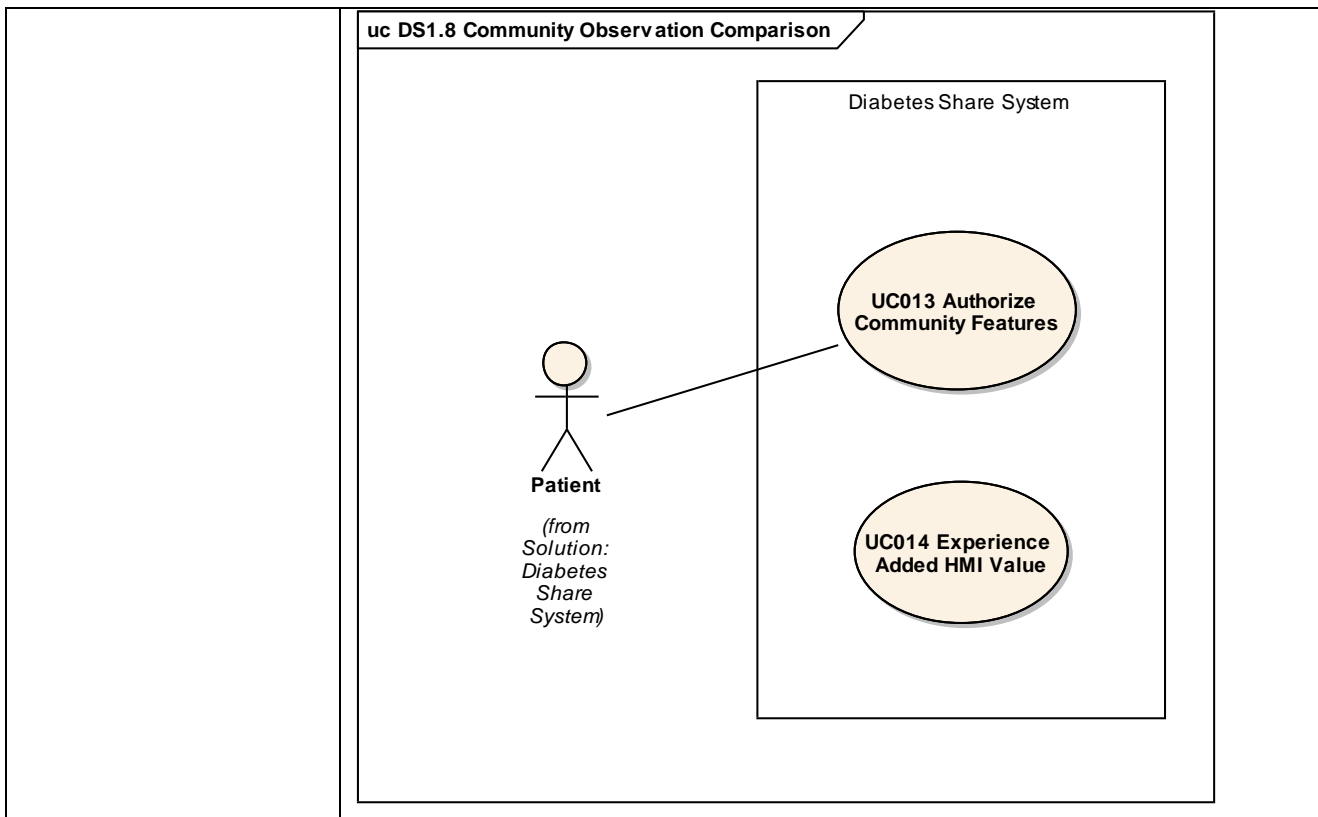 uc DS1.8 Community Observation Comparison
Diabetes Share System
UC013 Authorize
Community Features
Patient
(from
Solution:
Diabetes
Share
System)
UC014 Experience
Added HMI Value